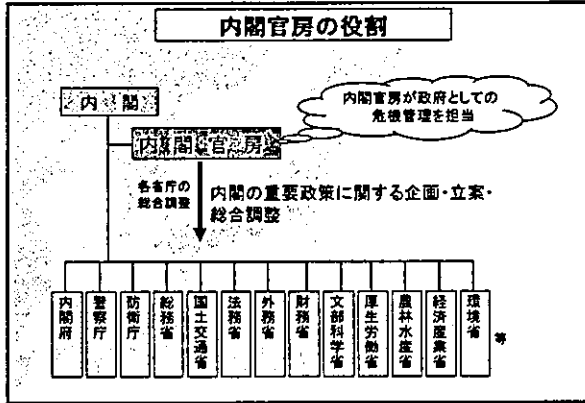 内閣官房の役割
内閣
内閣官房が政府としての
危機管理を担当
内閣官房
各省庁の
総合調整
内閣の重要政策に関する企画・立案・
総合調整
内閣府
警察庁
防衛庁
総務省
国土交通省
法務省
外務省
財務省
文部科学省
厚生労働省
農林水産省
経済産業省
環境省
等